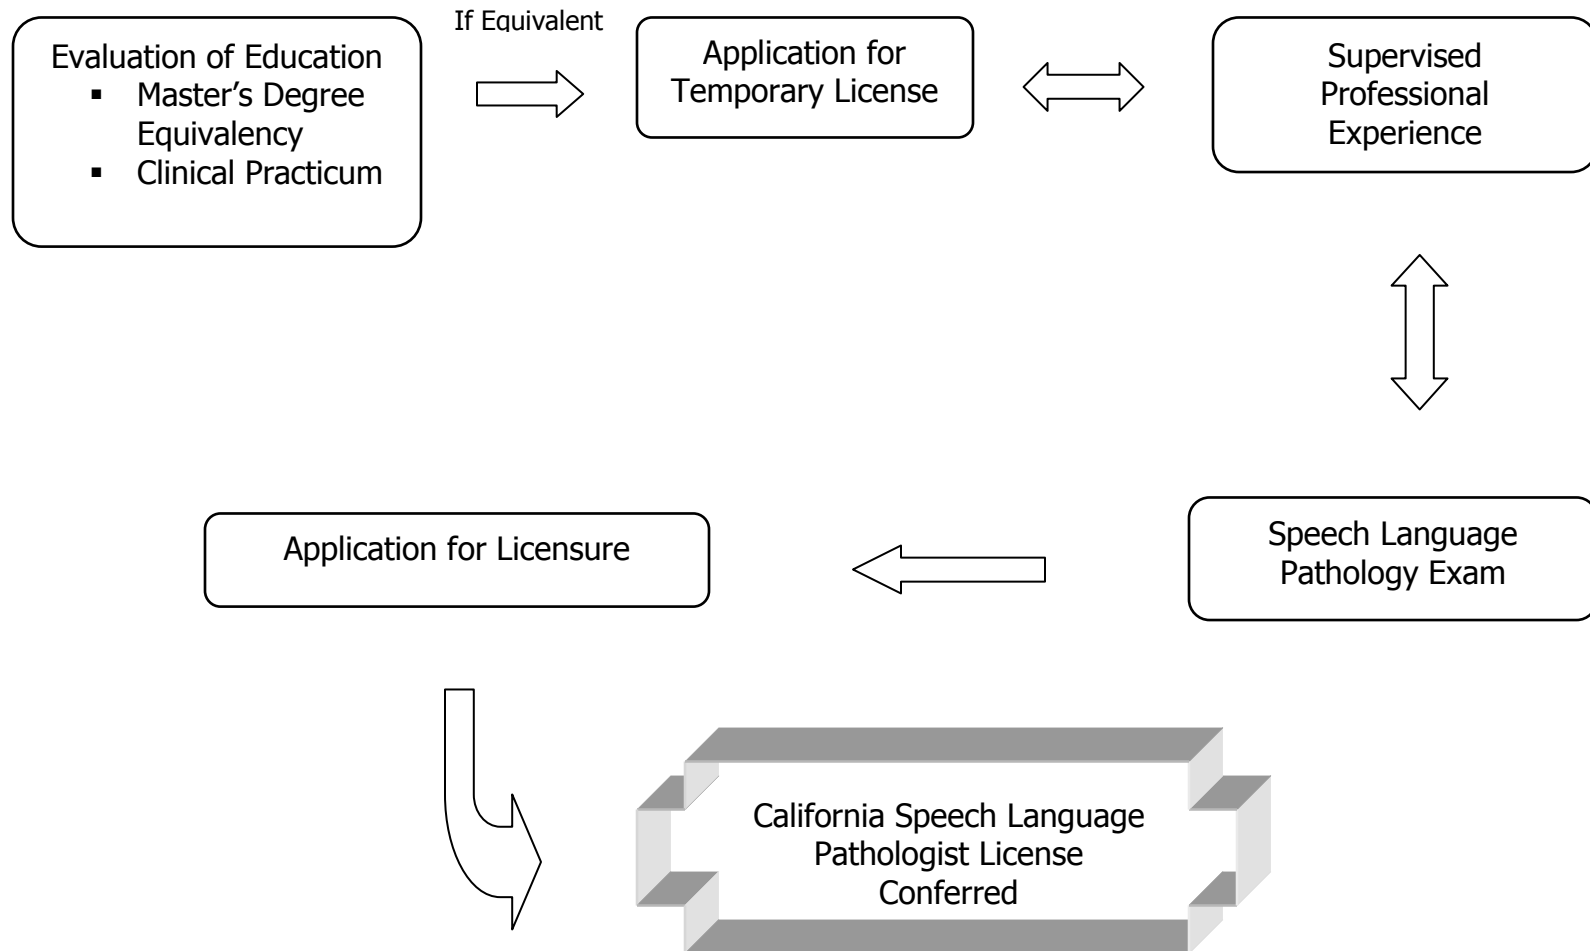 If Equivalent
Evaluation of Education
▪ Master's Degree
Equivalency
▪ Clinical Practicum
Application for
Temporary License
Supervised
Professional
Experience
Application for Licensure
Speech Language
Pathology Exam
California Speech Language
Pathologist License
Conferred